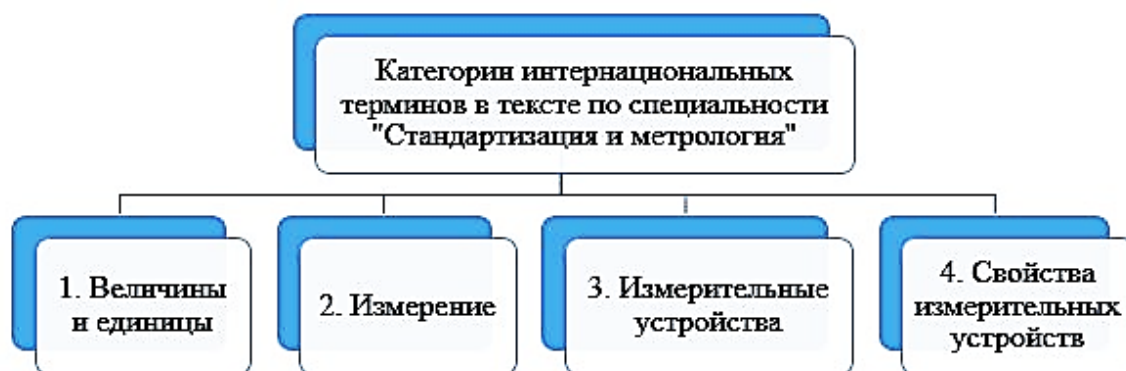 Категории интернациональных
терминов в тексте по специальности
"Стандартизация и метрология"
1. Величины
и единицы
2. Измерение
3. Измерительные
устройства
4. Свойства
измерительных
устройств